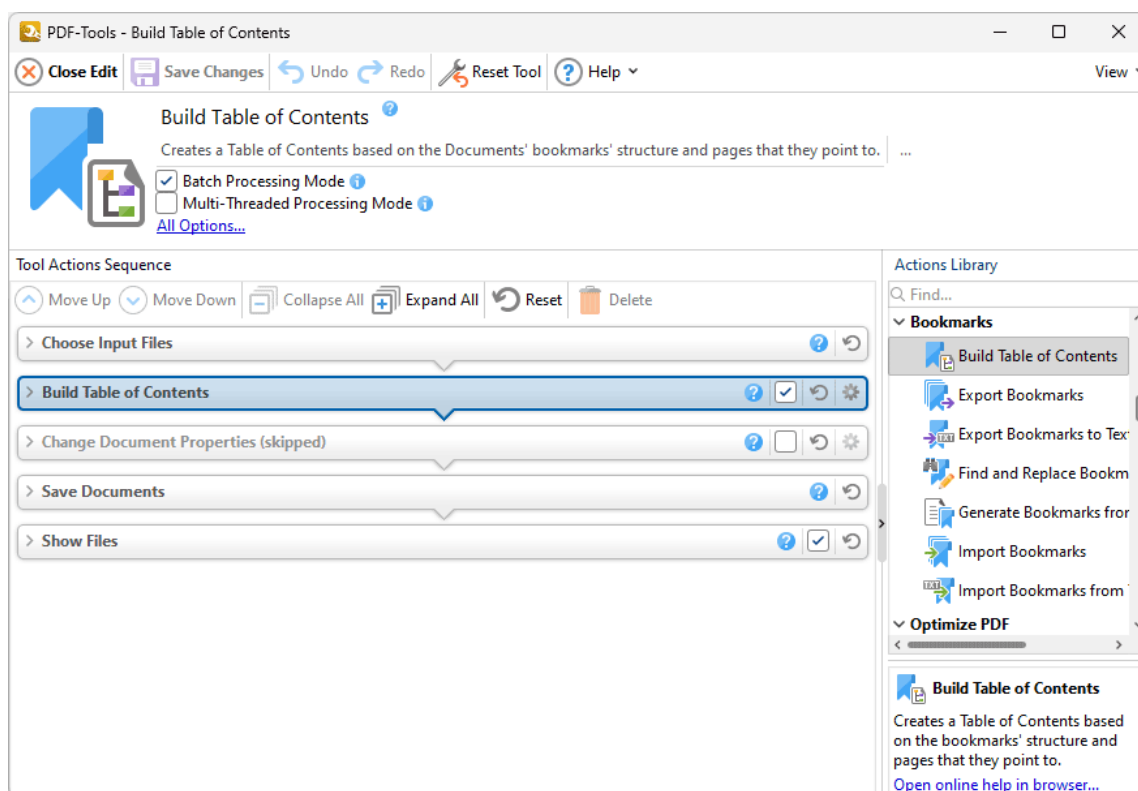 PDF-Tools - Build Table of Contents
Close Edit Save Changes Undo Redo Reset Tool Help View
Build Table of Contents
Creates a Table of Contents based on the Documents' bookmarks' structure and pages that they point to. ...
Batch Processing Mode
Multi-Threaded Processing Mode
All Options...
Tool Actions Sequence
Move Up Move Down Collapse All Expand All Reset Delete
Choose Input Files
Build Table of Contents
Change Document Properties (skipped)
Save Documents
Show Files
Actions Library
Find...
Bookmarks
Build Table of Contents
Export Bookmarks
Export Bookmarks to Tex
Find and Replace Bookm
Generate Bookmarks fror
Import Bookmarks
Import Bookmarks from
Optimize PDF
Build Table of Contents
Creates a Table of Contents based
on the bookmarks' structure and
pages that they point to.
Open online help in browser...